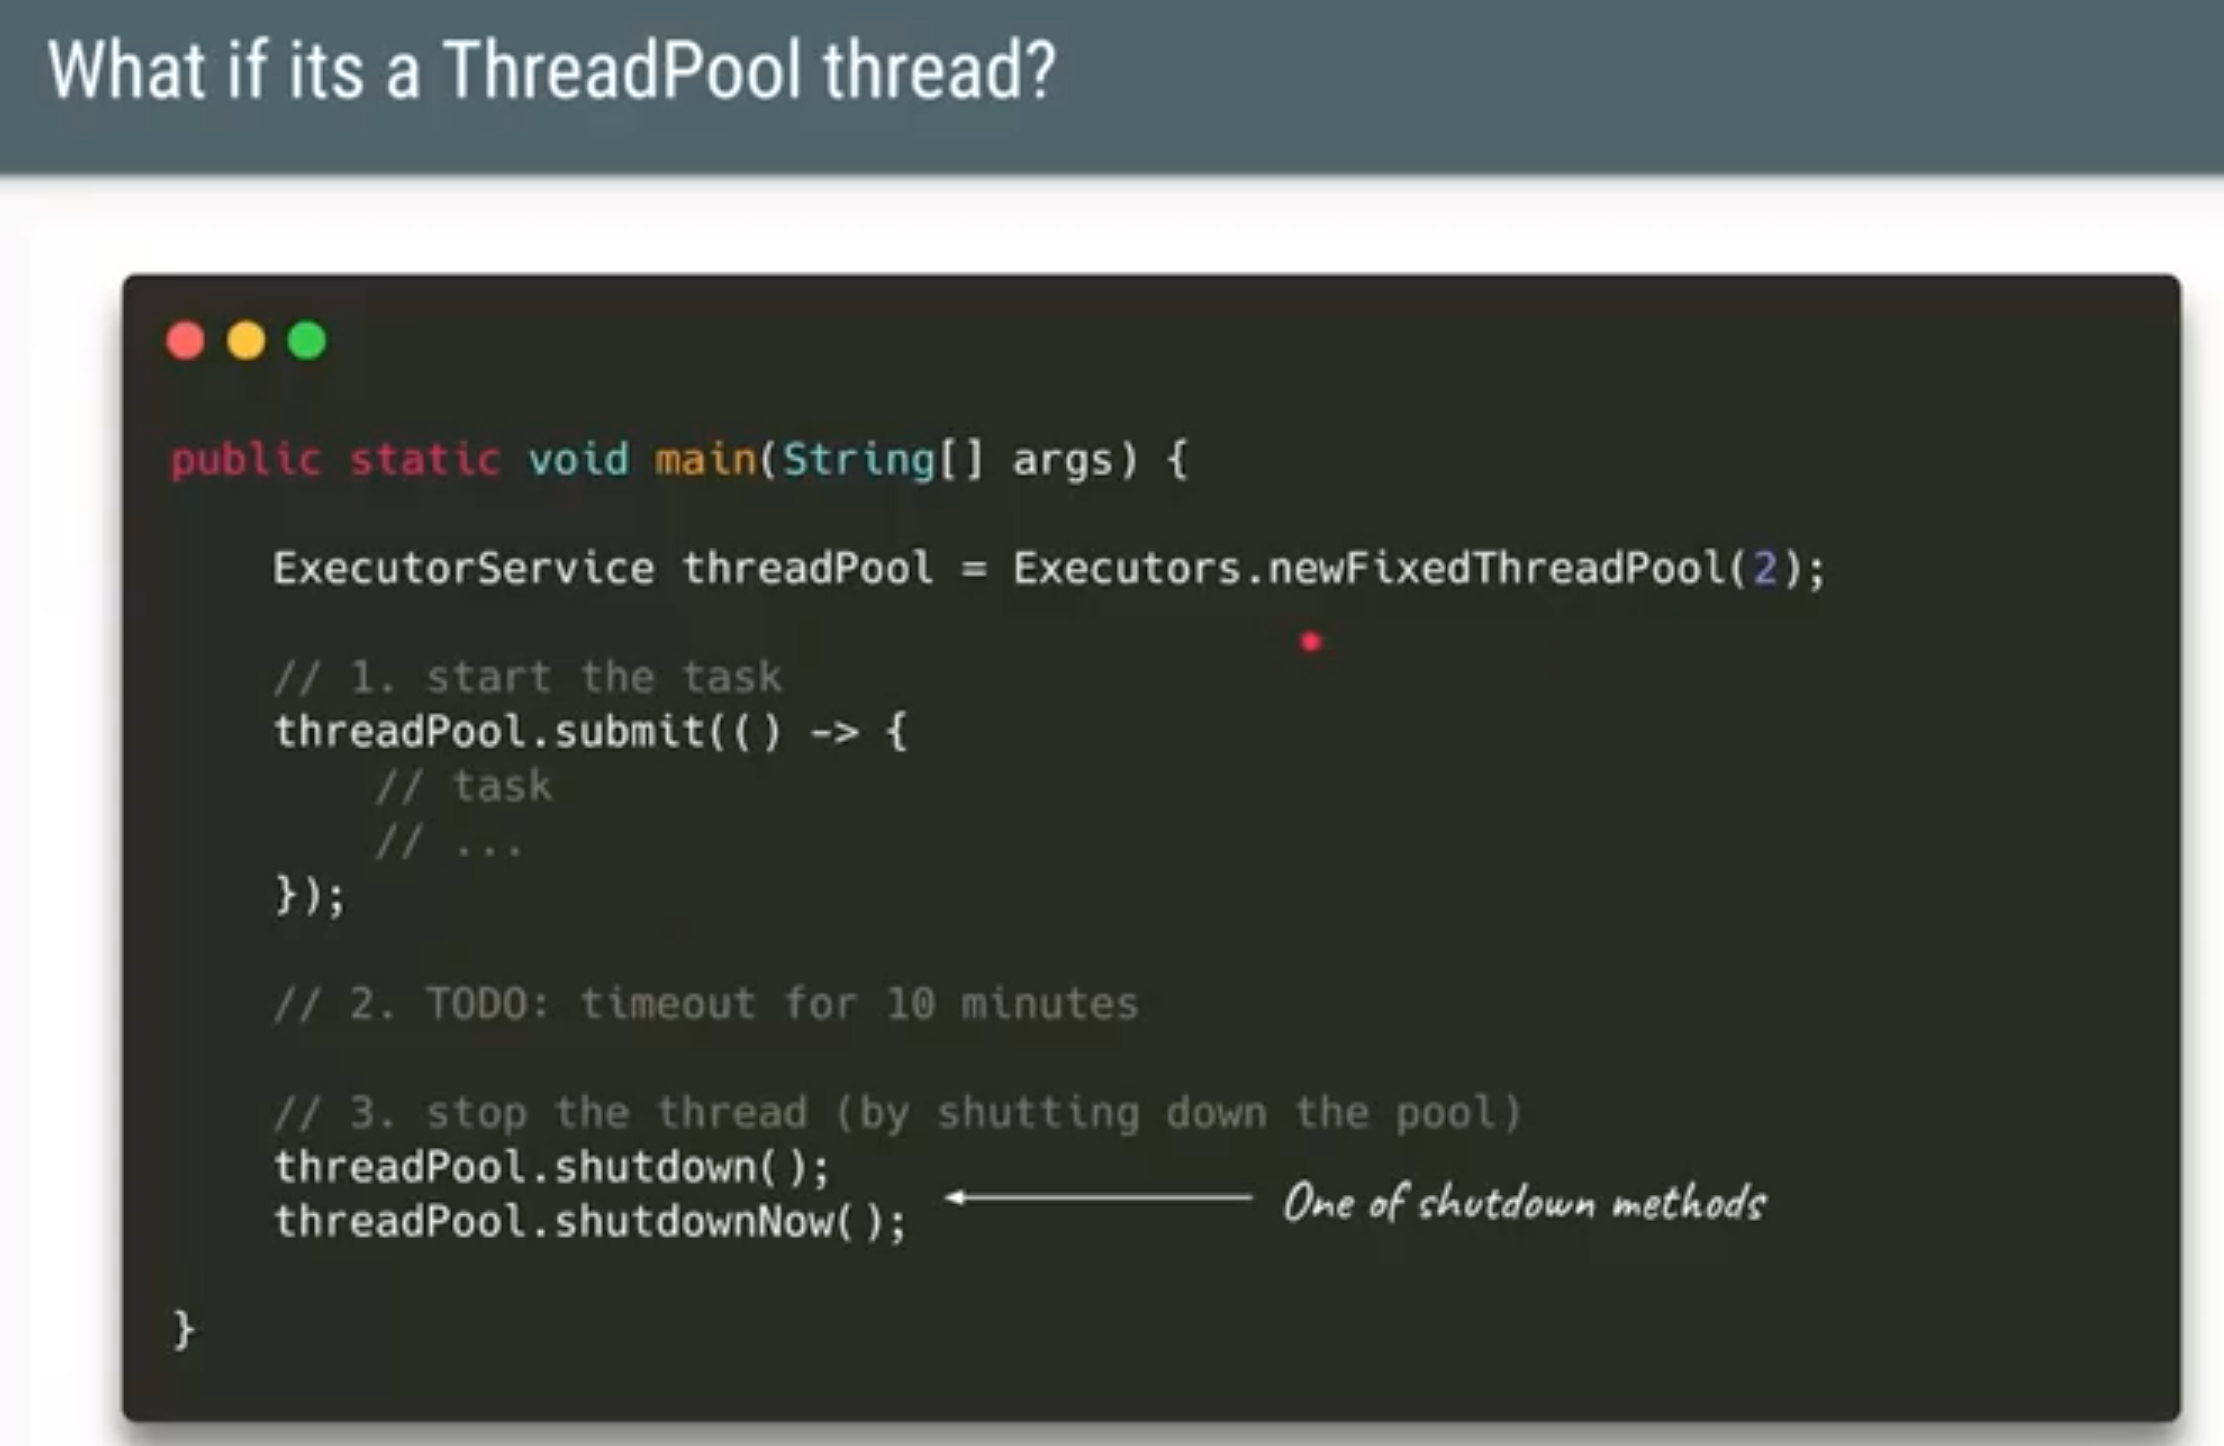 What if its a ThreadPool thread?
public static void main(String[] args) {
ExecutorService threadPool = Executors.newFixedThreadPool(2);
// 1. start the task
threadPool.submit(() -> {
// task
// ...
});
// 2. TODO: timeout for 10 minutes
// 3. stop the thread (by shutting down the pool)
threadPool.shutdown();
threadPool.shutdownNow();
One of shutdown methods
}